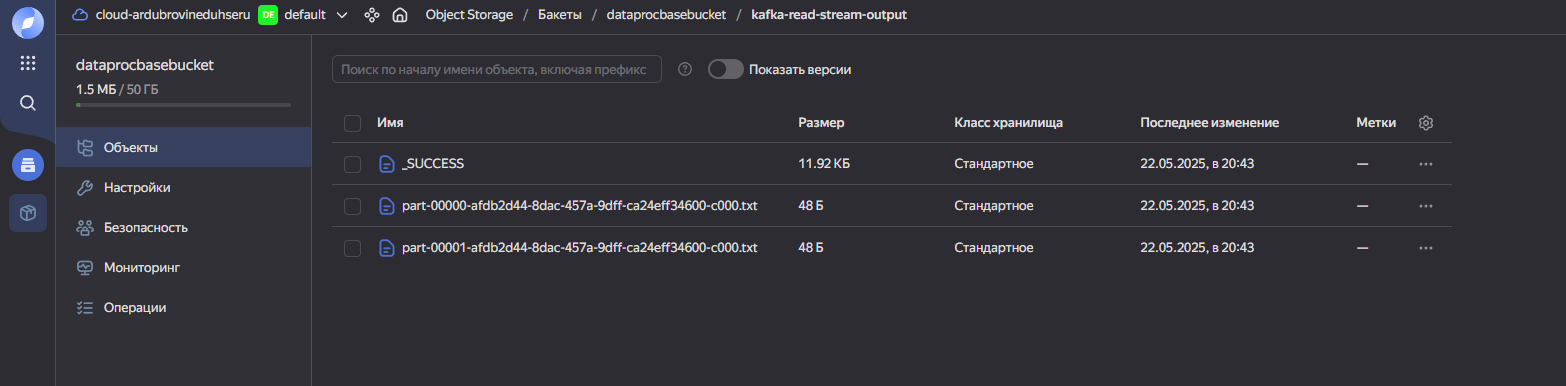 cloud-ardubrovineduhseru DE default Object Storage / Бакеты / dataprocbasebucket / kafka-read-stream-output
dataprocbasebucket
1.5 МБ / 50 ГБ
Объекты
Настройки
Безопасность
Мониторинг
Операции
Поиск по началу имени объекта, включая префикс Показать версии
Имя Размер Класс хранилища Последнее изменение Метки
_SUCCESS 11.92 КБ Стандартное 22.05.2025, в 20:43 —
part-00000-afdb2d44-8dac-457a-9dff-ca24eff34600-c000.txt 48 Б Стандартное 22.05.2025, в 20:43 —
part-00001-afdb2d44-8dac-457a-9dff-ca24eff34600-c000.txt 48 Б Стандартное 22.05.2025, в 20:43 —